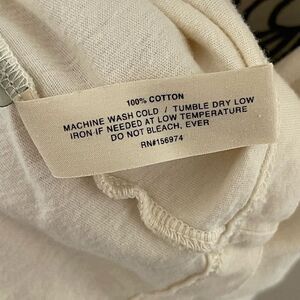 100% COTTON
MACHINE WASH COLD / TUMBLE DRY LOW
IRON IF NEEDED AT LOW TEMPERATURE
DO NOT BLEACH, EVER
RN#156974